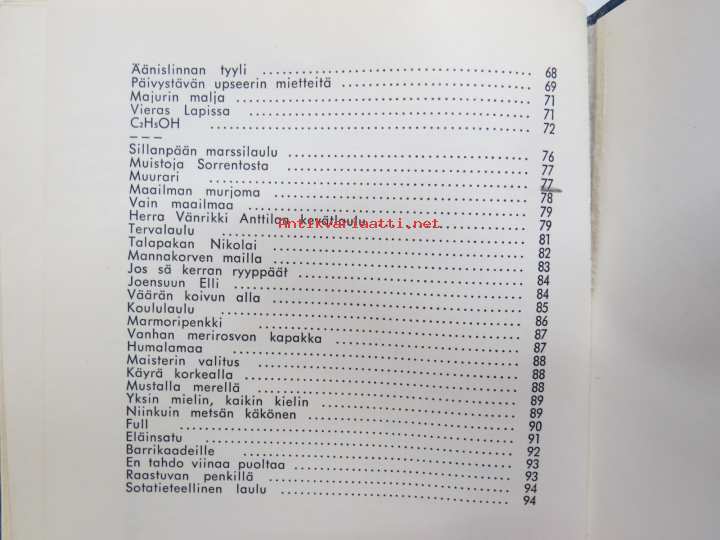 Äänislinnan tyyli 68
Päivystävän upseerin mietteitä 69
Majurin malja 71
Vieras Lapissa 71
C₂H₅OH 72
— — —
Sillanpään marssilaulu 76
Muistoja Sorrentosta 77
Muurari 77
Maailman murjoma 78
Vain maailmaa 79
Herra Vänrikki Anttilan kevätlaulu 79
Antikvariaatti.net
Tervalaulu 81
Talapakan Nikolai 82
Mannakorven mailla 83
Jos sä kerran ryyppäät 84
Joensuun Elli 84
Väärän koivun alla 85
Koululaulu 86
Marmoripenkki 87
Vanhan merirosvon kapakka 87
Humalamaa 88
Maisterin valitus 88
Käyrä korkealla 88
Mustalla merellä 89
Yksin mielin, kaikin kielin 89
Niinkuin metsän käkönen 90
Full 91
Eläinsatu 92
Barrikaadeille 93
En tahdo viinaa puoltaa 93
Raastuvan penkillä 94
Sotatieteellinen laulu 94